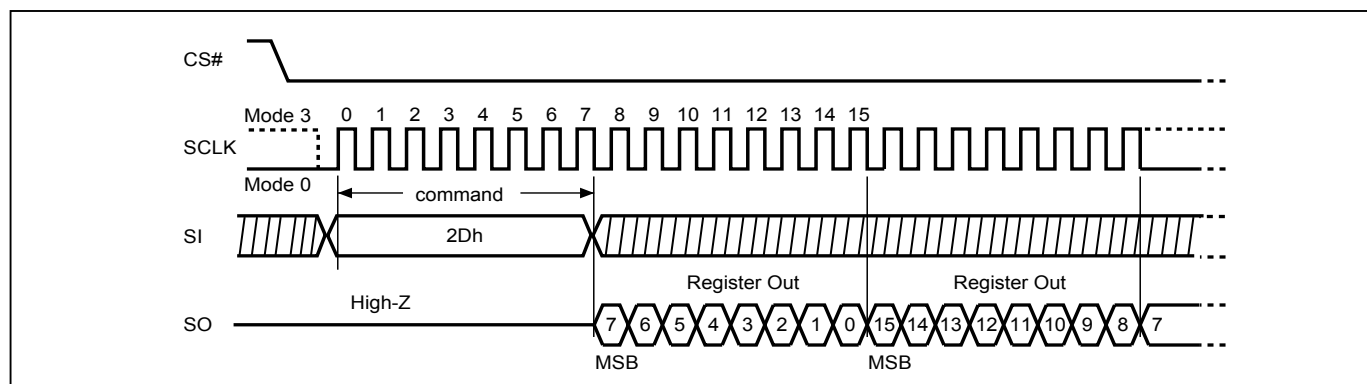 CS#
Mode 3 0 1 2 3 4 5 6 7 8 9 10 11 12 13 14 15
SCLK
Mode 0
command
SI 2Dh
Register Out Register Out
High-Z
SO 7 6 5 4 3 2 1 0 15 14 13 12 11 10 9 8 7
MSB MSB